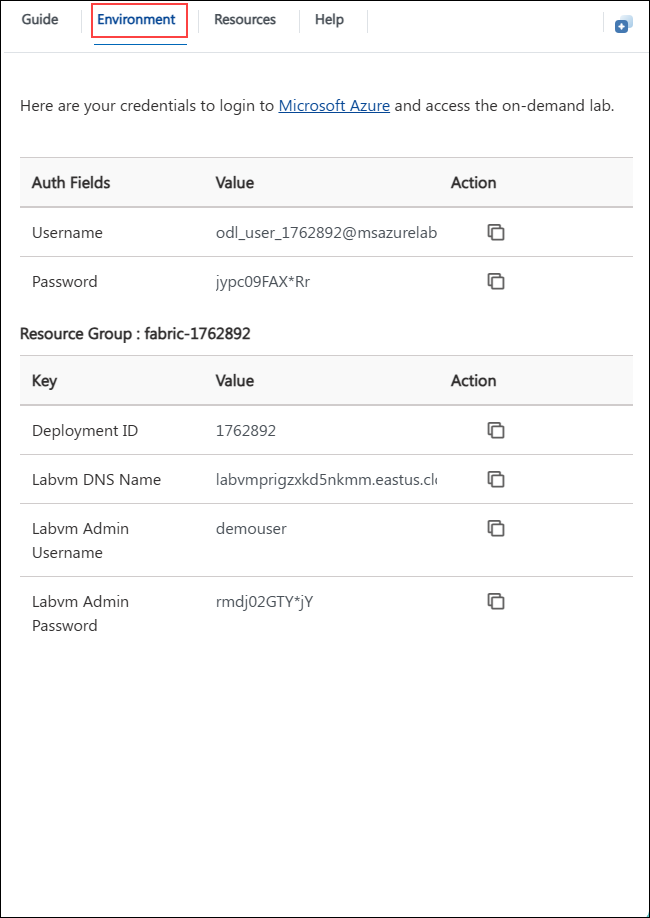 Guide Environment Resources Help
Here are your credentials to login to Microsoft Azure and access the on-demand lab.
Auth Fields Value Action
Username odl_user_1762892@msazurelab
Password jypc09FAX*Rr
Resource Group : fabric-1762892
Key Value Action
Deployment ID 1762892
Labvm DNS Name labvmprigzxkd5nkmm.eastus.clo
Labvm Admin demouser
Username
Labvm Admin rmdj02GTY*jY
Password